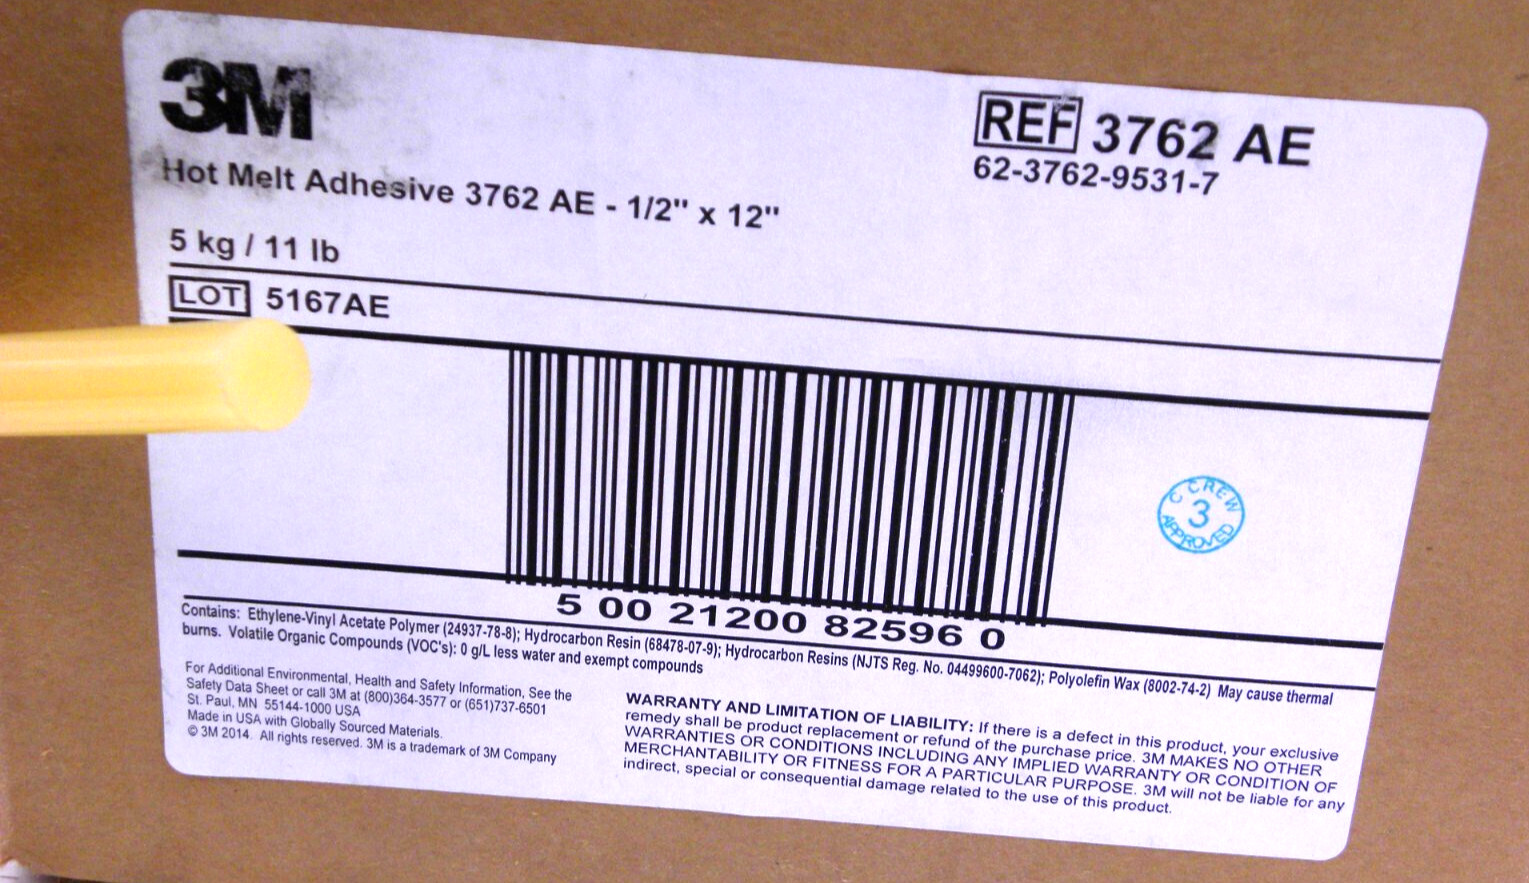 3M
REF 3762 AE
62-3762-9531-7
Hot Melt Adhesive 3762 AE - 1/2" x 12"
5 kg / 11 lb
LOT 5167AE
C CREW
3
APPROVED
5 00 21200 82596 0
Contains: Ethylene-Vinyl Acetate Polymer (24937-78-8); Hydrocarbon Resin (68478-07-9); Hydrocarbon Resins (NJTS Reg. No. 04499600-7062); Polyolefin Wax (8002-74-2) May cause thermal
burns. Volatile Organic Compounds (VOC's): 0 g/L less water and exempt compounds
For Additional Environmental, Health and Safety Information, See the
Safety Data Sheet or call 3M at (800)364-3577 or (651)737-6501
St. Paul, MN 55144-1000 USA
Made in USA with Globally Sourced Materials.
© 3M 2014. All rights reserved. 3M is a trademark of 3M Company
WARRANTY AND LIMITATION OF LIABILITY: If there is a defect in this product, your exclusive
remedy shall be product replacement or refund of the purchase price. 3M MAKES NO OTHER
WARRANTIES OR CONDITIONS INCLUDING ANY IMPLIED WARRANTY OR CONDITION OF
MERCHANTABILITY OR FITNESS FOR A PARTICULAR PURPOSE. 3M will not be liable for any
indirect, special or consequential damage related to the use of this product.